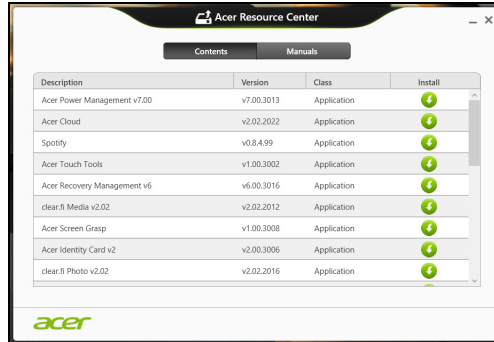 Acer Resource Center
Contents Manuals
Description Version Class Install
Acer Power Management v7.00 v7.00.3013 Application
Acer Cloud v2.02.2022 Application
Spotify v0.8.4.99 Application
Acer Touch Tools v1.00.3002 Application
Acer Recovery Management v6 v6.00.3016 Application
clear.fi Media v2.02 v2.02.2012 Application
Acer Screen Grasp v1.00.3008 Application
Acer Identity Card v2 v2.00.3006 Application
clear.fi Photo v2.02 v2.02.2016 Application
acer